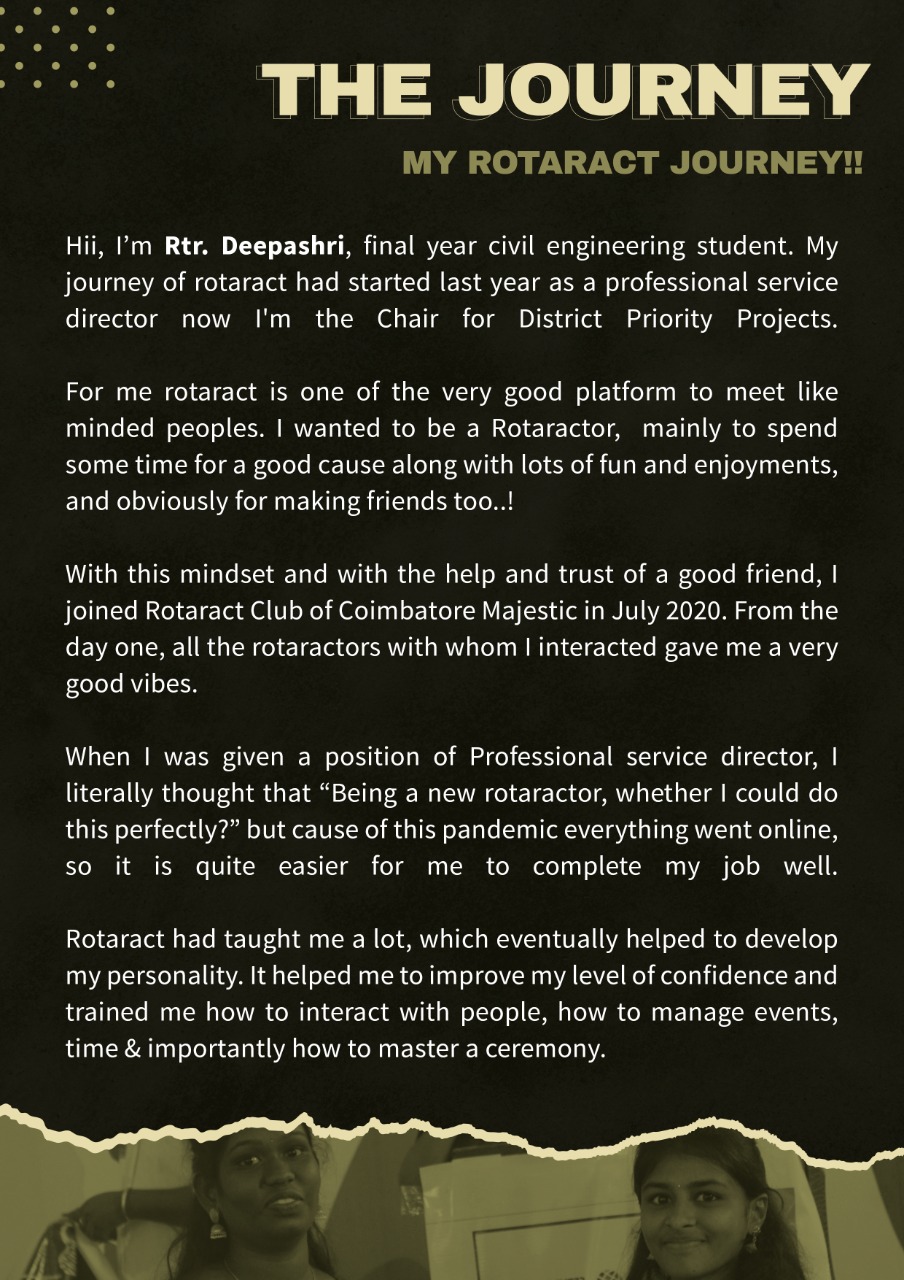 THE JOURNEY
MY ROTARACT JOURNEY!!
Hii, I’m Rtr. Deepashri, final year civil engineering student. My
journey of rotaract had started last year as a professional service
director now I'm the Chair for District Priority Projects.
For me rotaract is one of the very good platform to meet like
minded peoples. I wanted to be a Rotaractor,  mainly to spend
some time for a good cause along with lots of fun and enjoyments,
and obviously for making friends too..!
With this mindset and with the help and trust of a good friend, I
joined Rotaract Club of Coimbatore Majestic in July 2020. From the
day one, all the rotaractors with whom I interacted gave me a very
good vibes.
When I was given a position of Professional service director, I
literally thought that “Being a new rotaractor, whether I could do
this perfectly?” but cause of this pandemic everything went online,
so it is quite easier for me to complete my job well.
Rotaract had taught me a lot, which eventually helped to develop
my personality. It helped me to improve my level of confidence and
trained me how to interact with people, how to manage events,
time & importantly how to master a ceremony.